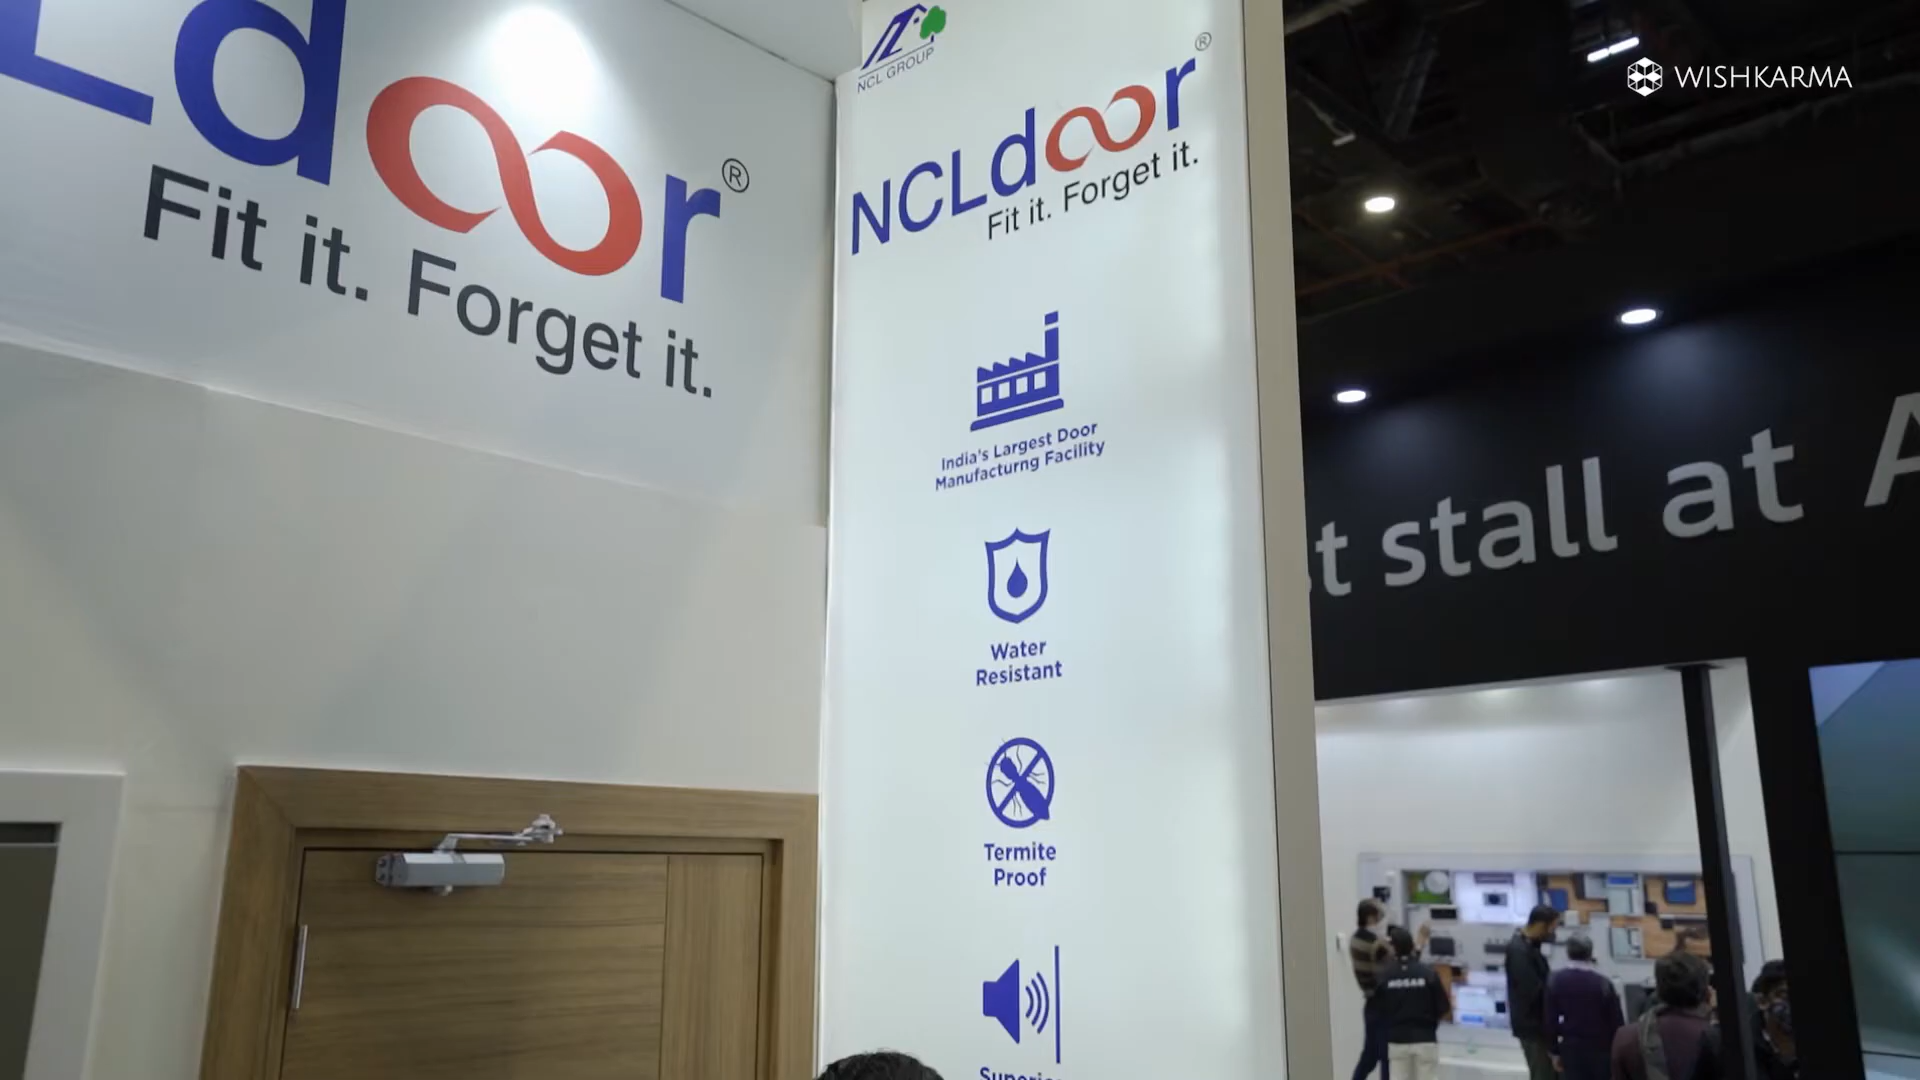 Ldoor®
Fit it. Forget it.
NCL GROUP
NCLdoor®
Fit it. Forget it.
India's Largest Door
Manufacturng Facility
Water
Resistant
Termite
Proof
WISHKARMA
t stall at A